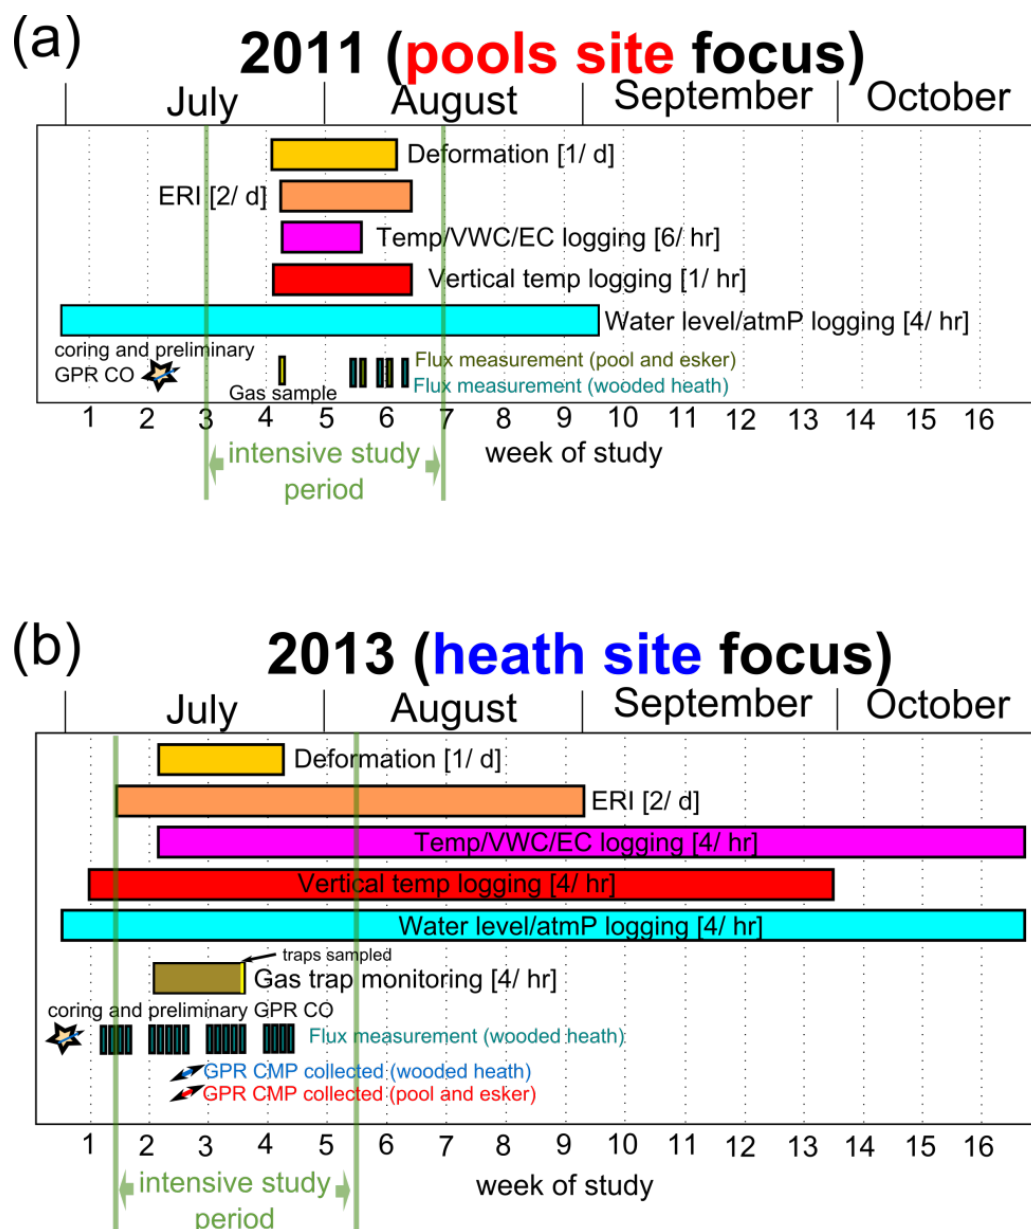 (a)
2011 (pools site focus)
July August September October
Deformation [1/ d]
ERI [2/ d]
Temp/VWC/EC logging [6/ hr]
Vertical temp logging [1/ hr]
Water level/atmP logging [4/ hr]
coring and preliminary
GPR CO
Gas sample
Flux measurement (pool and esker)
Flux measurement (wooded heath)
1 2 3 4 5 6 7 8 9 10 11 12 13 14 15 16
intensive study
period
week of study
(b)
2013 (heath site focus)
July August September October
Deformation [1/ d]
ERI [2/ d]
Temp/VWC/EC logging [4/ hr]
Vertical temp logging [4/ hr]
Water level/atmP logging [4/ hr]
traps sampled
Gas trap monitoring [4/ hr]
coring and preliminary GPR CO
Flux measurement (wooded heath)
GPR CMP collected (wooded heath)
GPR CMP collected (pool and esker)
1 2 3 4 5 6 7 8 9 10 11 12 13 14 15 16
intensive study
period
week of study